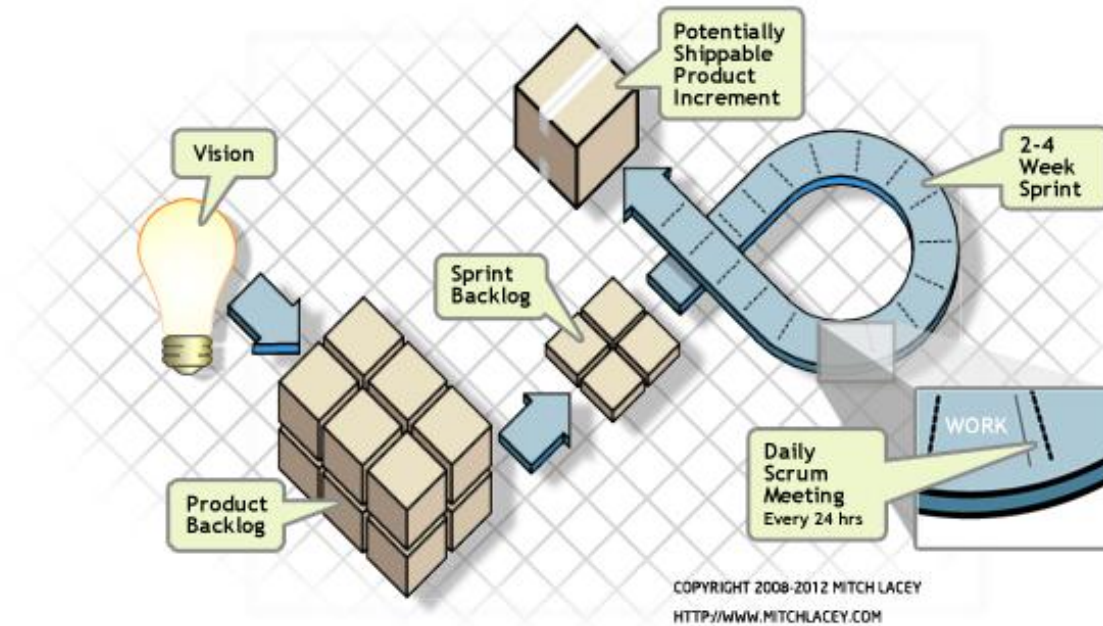 Potentially
Shippable
Product
Increment
Vision
2-4
Week
Sprint
Sprint
Backlog
WORK
Daily
Scrum
Meeting
Every 24 hrs
Product
Backlog
COPYRIGHT 2008-2012 MITCH LACEY
HTTP://WWW.MITCHLACEY.COM